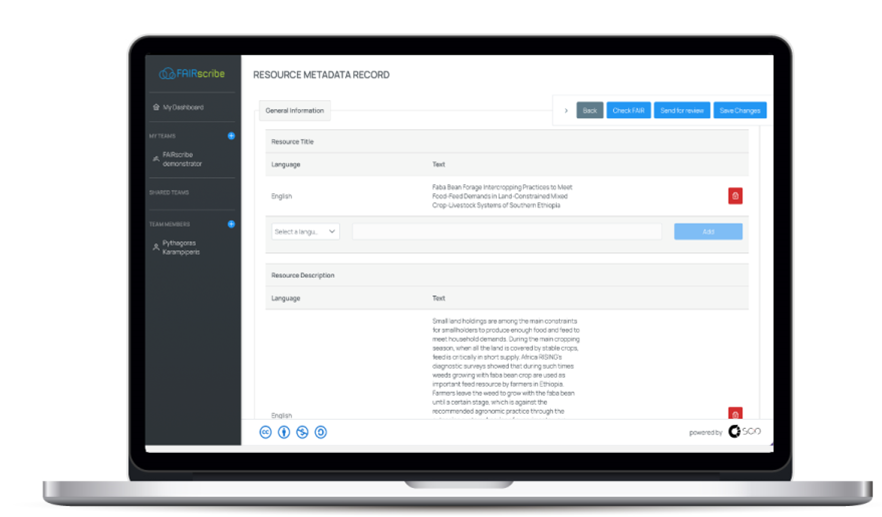 FAIRscribe
My Dashboard
MY TEAMS
FAIRscribe
demonstrator
SHARED TEAMS
TEAM MEMBERS
Pythagoras
Karampiperis
RESOURCE METADATA RECORD
General Information
Back
Check FAIR
Send for review
Save Changes
Resource Title
Language Text
English
Faba Bean Forage Intercropping Practices to Meet
Food-Feed Demands in Land-Constrained Mixed
Crop-Livestock Systems of Southern Ethiopia
Select a langu...
Add
Resource Description
Language Text
Small land holdings are among the main constraints
for smallholders to produce enough food and feed to
meet household demands. During the main cropping
season, when all the land is covered by stable crops,
feed is critically in short supply. Africa RISING's
diagnostic surveys showed that during such times
weeds growing with faba bean crop are used as
important feed resource by farmers in Ethiopia.
Farmers leave the weed to grow with the faba bean
until a certain stage, which is against the
recommended agronomic practice through the
English
cc
powered by SCiO